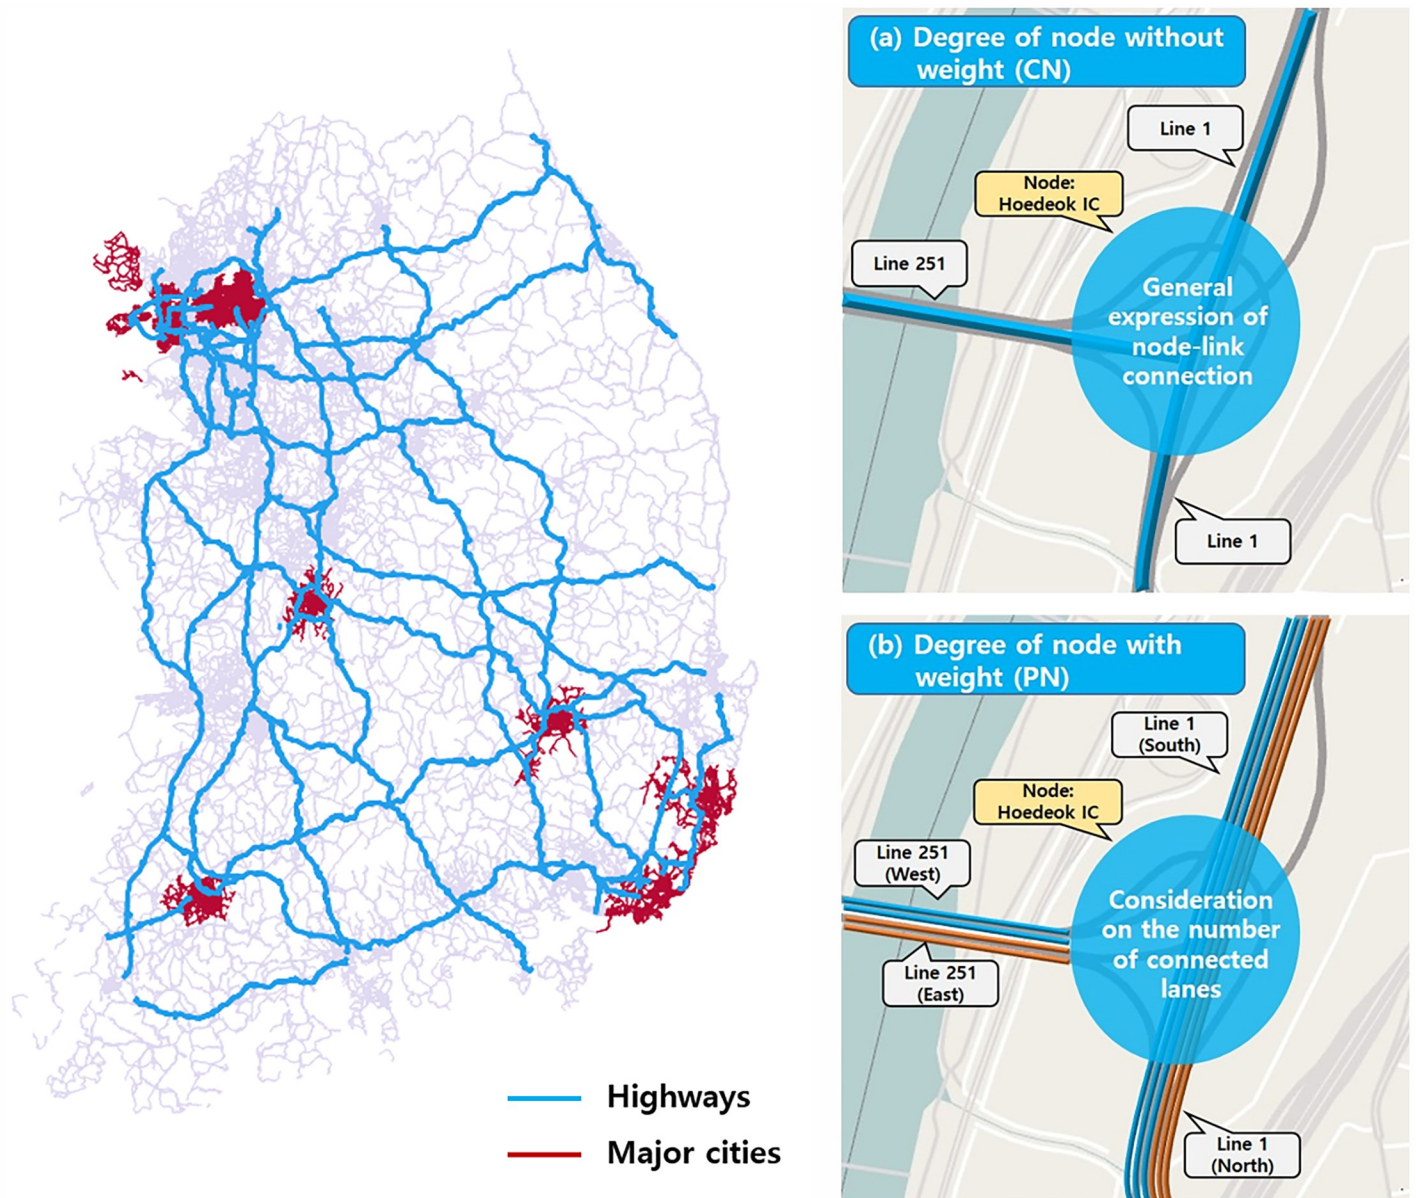 (a) Degree of node without
weight (CN)
Line 1
Node:
Hoedeok IC
Line 251
General
expression of
node-link
connection
Line 1
(b) Degree of node with
weight (PN)
Line 1
(South)
Node:
Hoedeok IC
Line 251
(West)
Consideration
on the number
of connected
lanes
Line 251
(East)
Line 1
(North)
Highways
Major cities